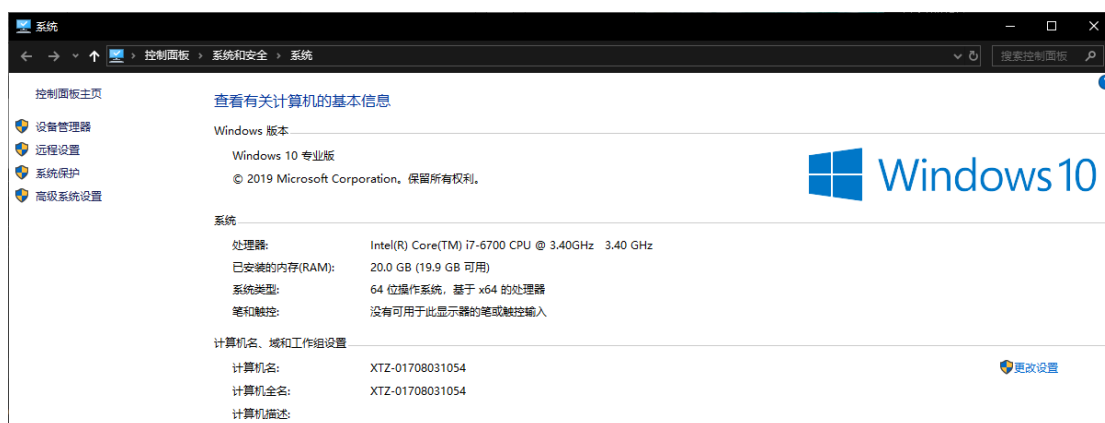 系统
控制面板 › 系统和安全 › 系统
搜索控制面板
控制面板主页
设备管理器
远程设置
系统保护
高级系统设置
查看有关计算机的基本信息
Windows 版本
Windows 10 专业版
© 2019 Microsoft Corporation。保留所有权利。
Windows 10
系统
处理器: Intel(R) Core(TM) i7-6700 CPU @ 3.40GHz 3.40 GHz
已安装的内存(RAM): 20.0 GB (19.9 GB 可用)
系统类型: 64 位操作系统, 基于 x64 的处理器
笔和触控: 没有可用于此显示器的笔或触控输入
计算机名、域和工作组设置
计算机名: XTZ-01708031054
更改设置
计算机全名: XTZ-01708031054
计算机描述: